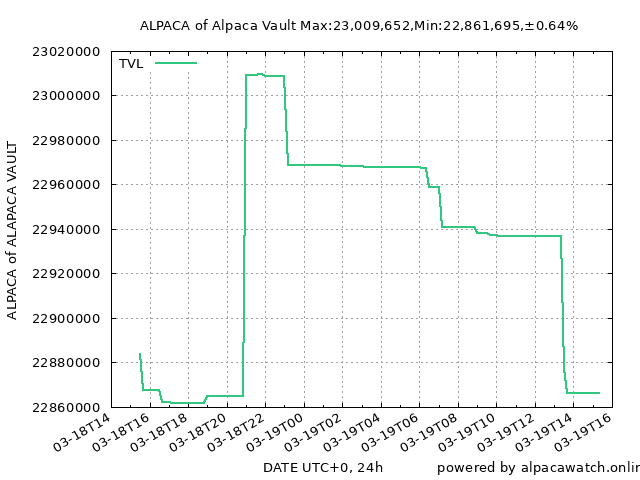 ALPACA of Alpaca Vault Max:23,009,652,Min:22,861,695,±0.64%
TVL
ALPACA of ALAPACA VAULT
23020000
23000000
22980000
22960000
22940000
22920000
22900000
22880000
22860000
03-18T14
03-18T16
03-18T18
03-18T20
03-18T22
03-19T00
03-19T02
03-19T04
03-19T06
03-19T08
03-19T10
03-19T12
03-19T14
03-19T16
DATE UTC+0, 24h
powered by alpacawatch.onlin